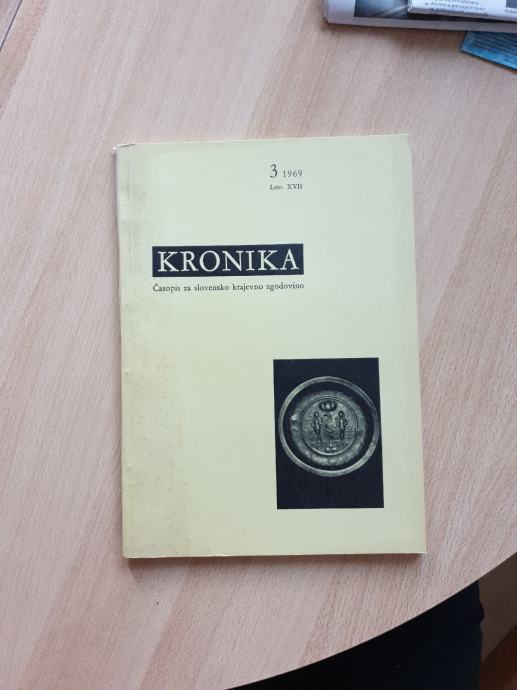 3 1969
Leto XVII
KRONIKA
Časopis za slovensko krajevno zgodovino